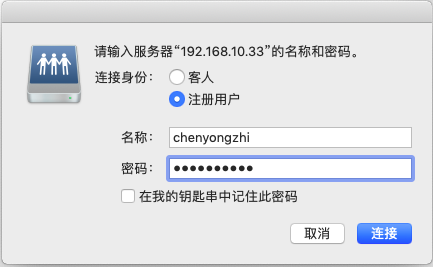 请输入服务器“192.168.10.33”的名称和密码。
连接身份： 客人
注册用户
名称： chenyongzhi
密码： ••••••••••
在我的钥匙串中记住此密码
取消 连接